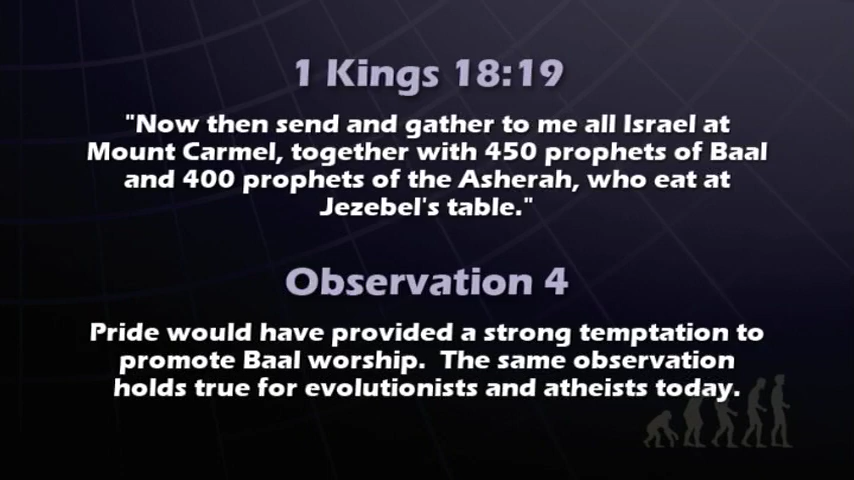 1 Kings 18:19
"Now then send and gather to me all Israel at
Mount Carmel, together with 450 prophets of Baal
and 400 prophets of the Asherah, who eat at
Jezebel's table."
Observation 4
Pride would have provided a strong temptation to
promote Baal worship.  The same observation
holds true for evolutionists and atheists today.